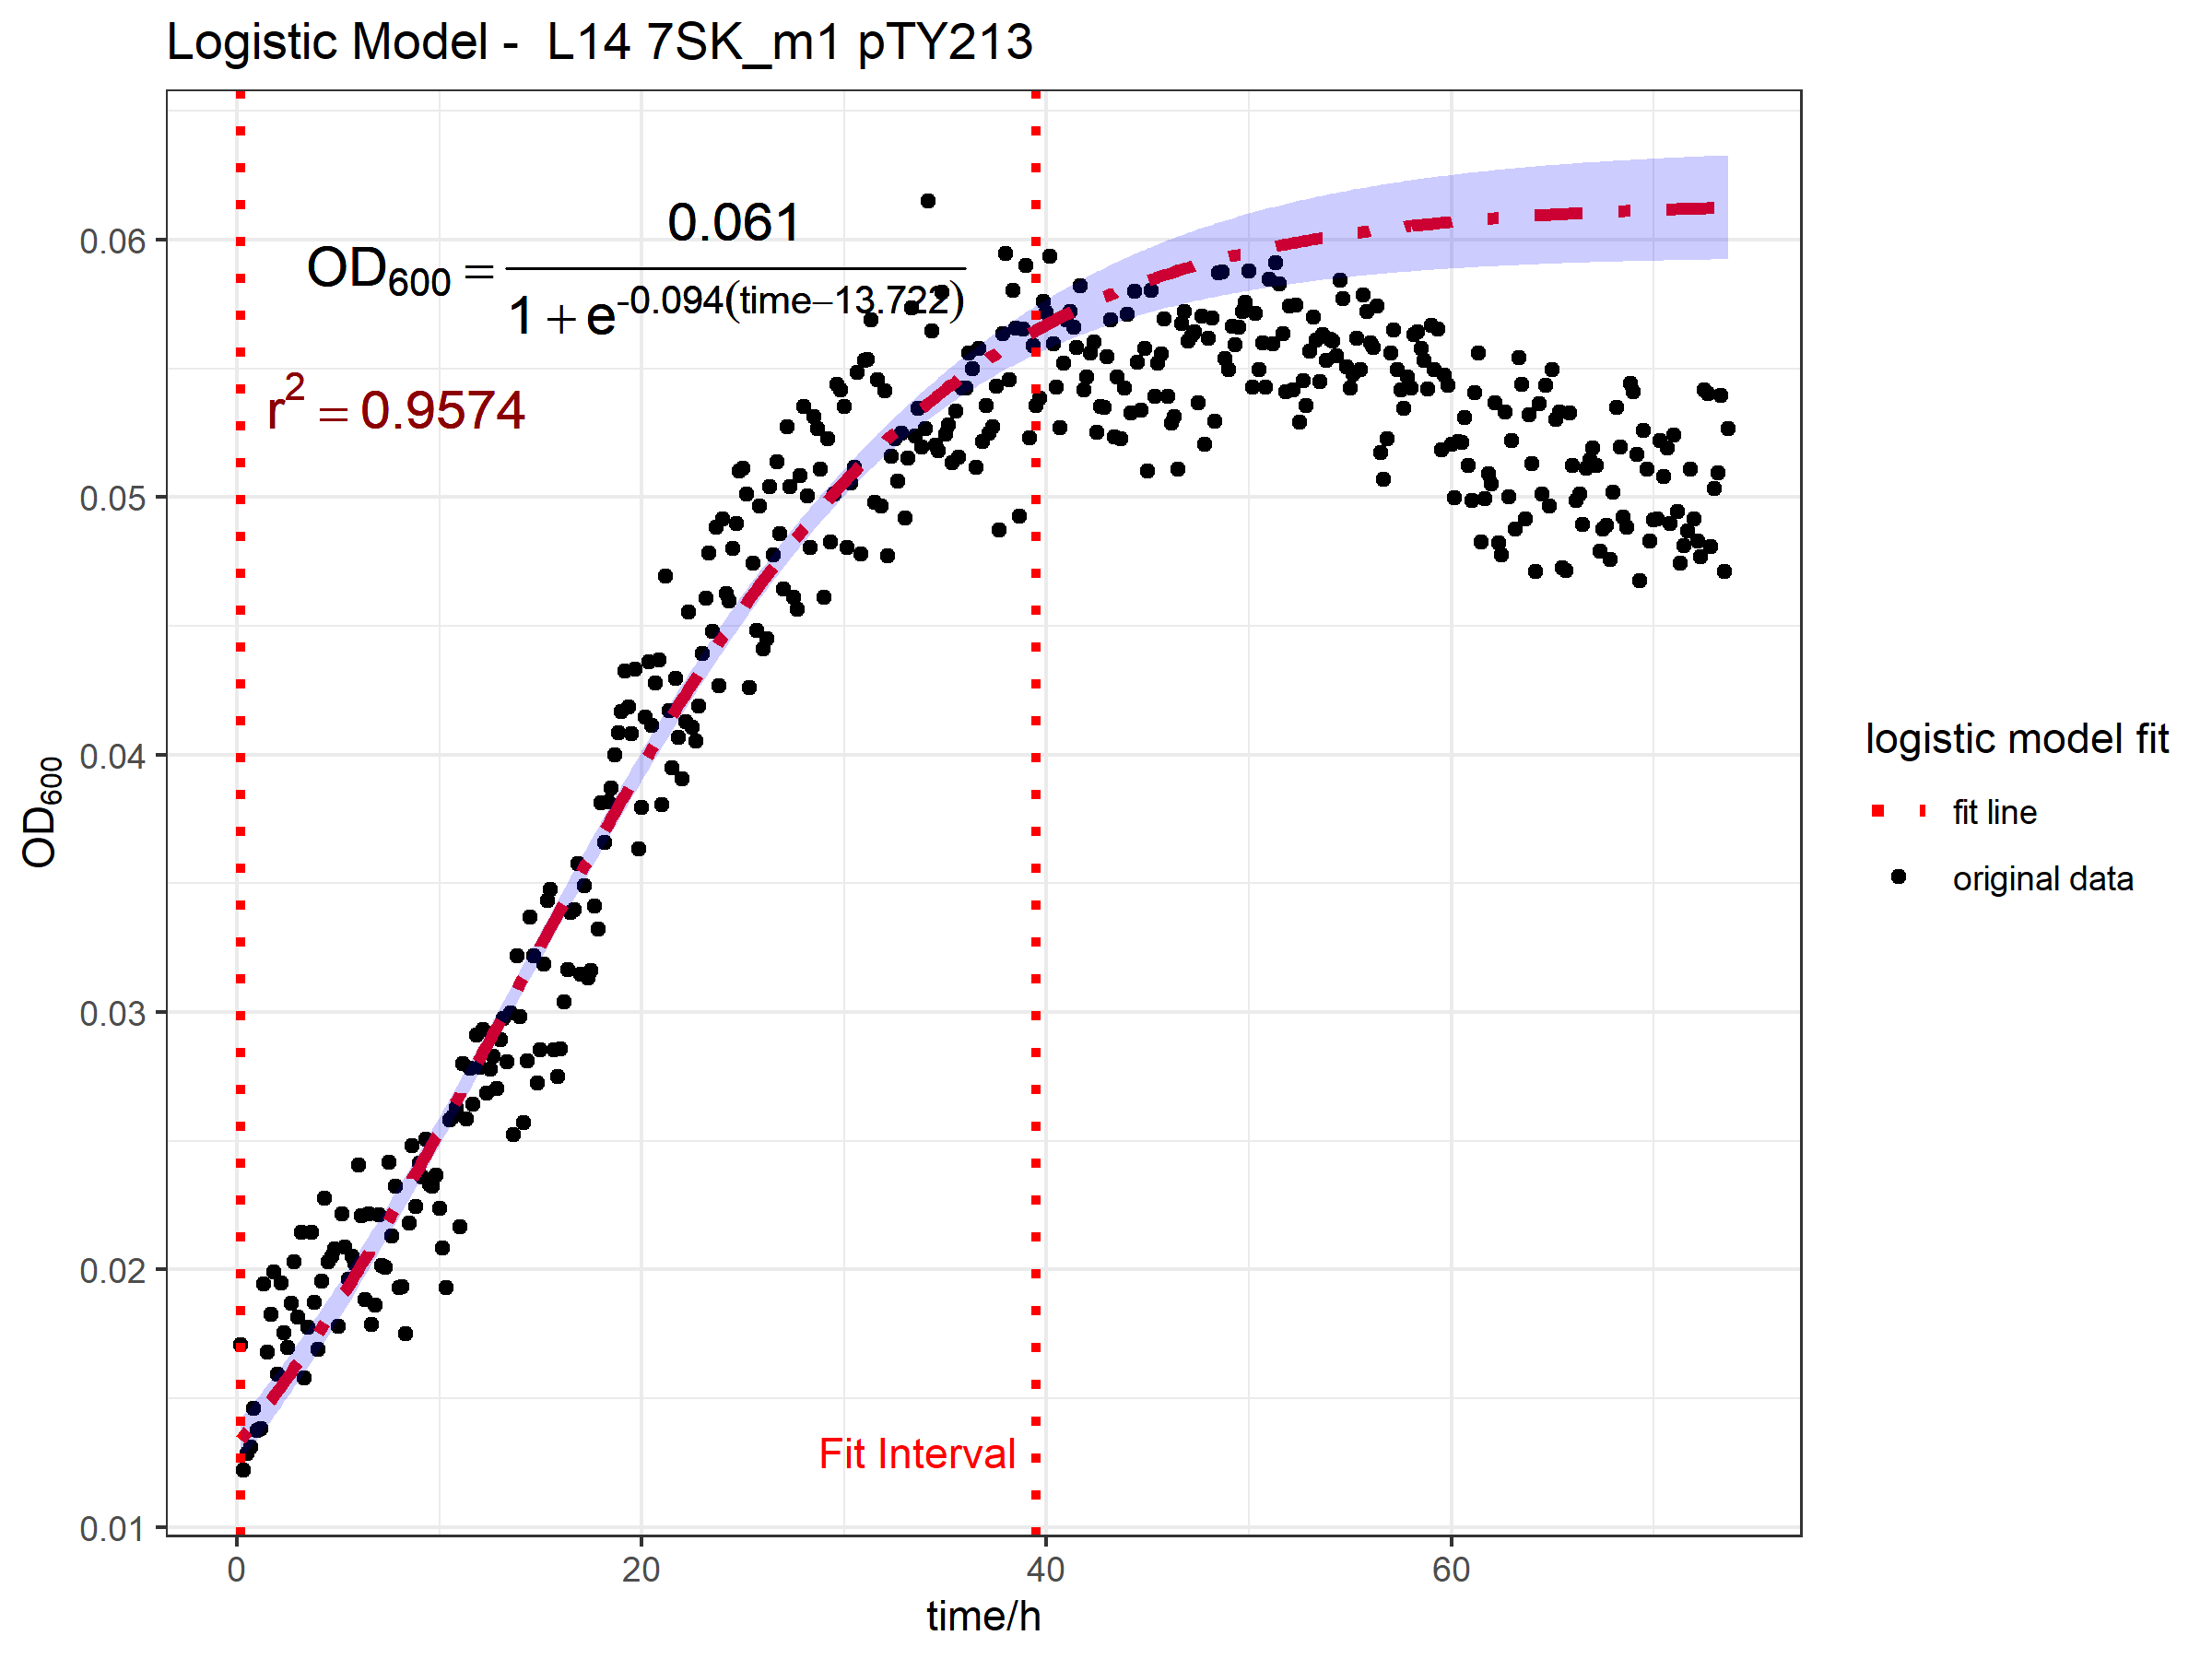 Logistic Model -  L14 7SK_m1 pTY213
OD₆₀₀ = 0.061 / 1 + e^-0.094(time−13.722)
r² = 0.9574
0.06
0.05
0.04
0.03
0.02
0.01
OD₆₀₀
Fit Interval
0 20 40 60
time/h
logistic model fit
fit line
original data